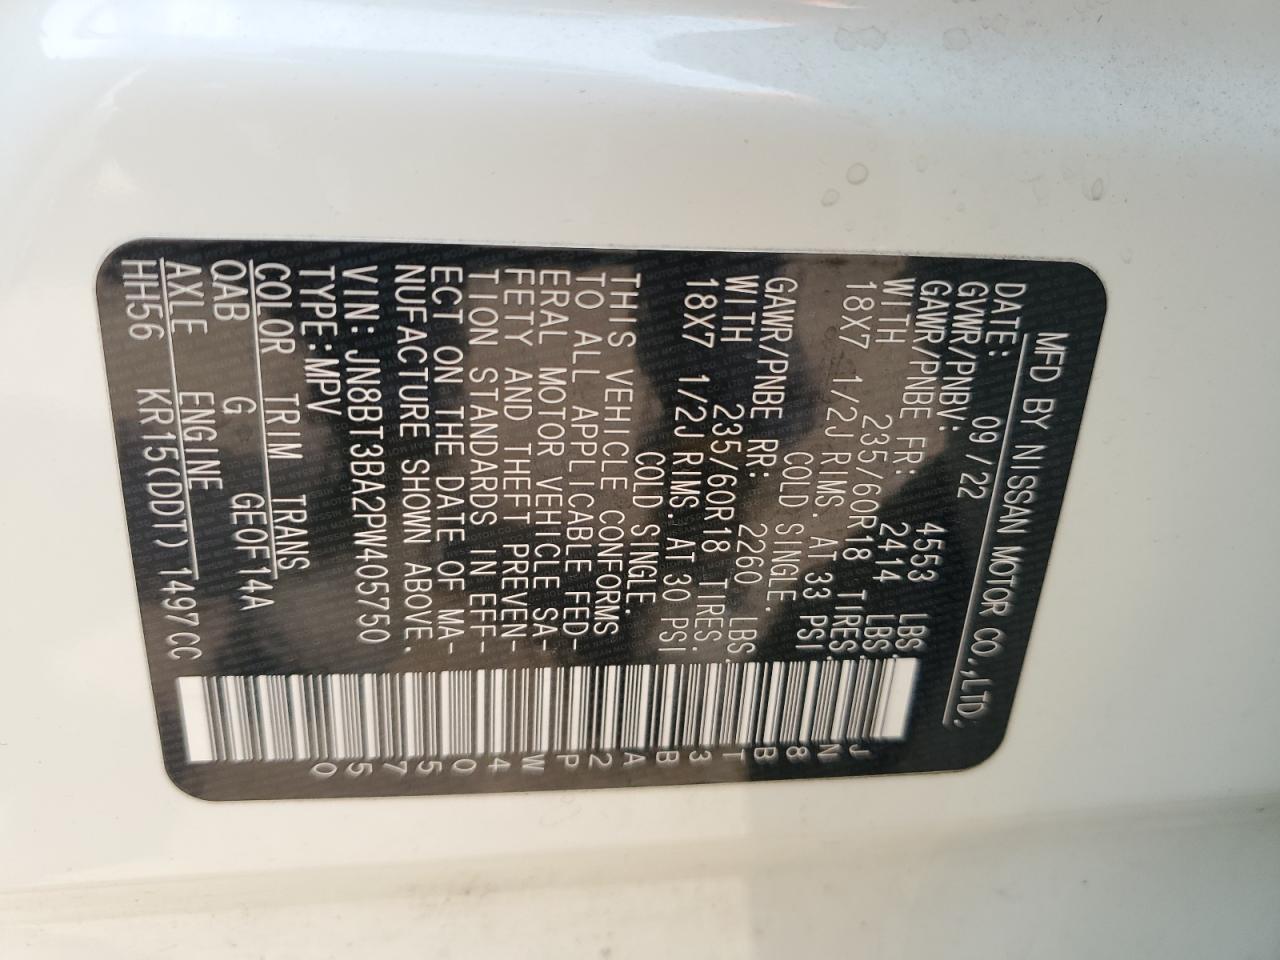 MFD BY NISSAN MOTOR CO.,LTD.
DATE: 09/22
GVWR/PNBV: 4553 LBS.
GAWR/PNBE FR: 2414 LBS.
WITH 235/60R18 TIRES,
18X7 1/2J RIMS. AT 33 PSI
COLD SINGLE.
GAWR/PNBE RR: 2260 LBS.
WITH 235/60R18 TIRES.
18X7 1/2J RIMS. AT 30 PSI
COLD SINGLE.
THIS VEHICLE CONFORMS
TO ALL APPLICABLE FED-
ERAL MOTOR VEHICLE SA-
FETY AND THEFT PREVEN-
TION STANDARDS IN EFF-
ECT ON THE DATE OF MA-
NUFACTURE SHOWN ABOVE.
VIN: JN8BT3BA2PW405750
TYPE:MPV
COLOR TRIM TRANS
QAB G GEOF14A
AXLE ENGINE
HH56 KR15(DDT) 1497CC
JN8BT3BA2PW405750